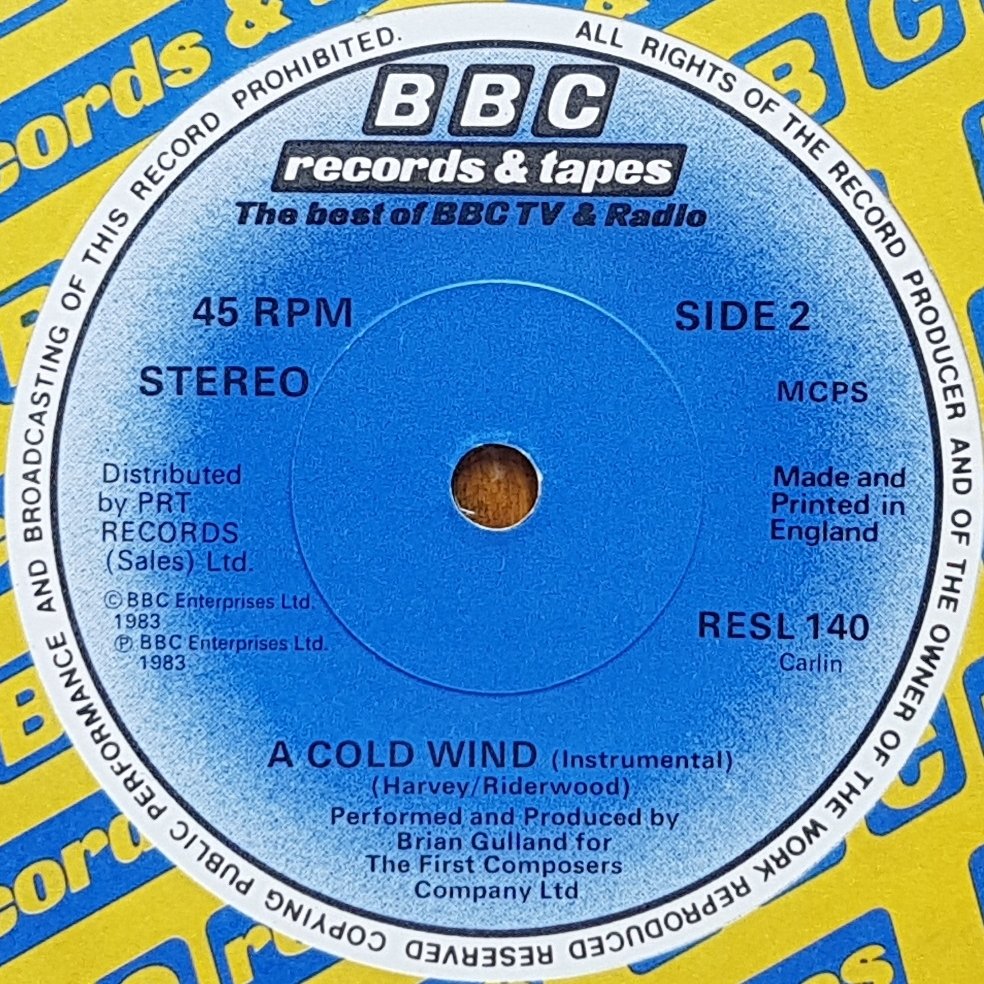 BBC
records & tapes
The best of BBC TV & Radio
45 RPM
SIDE 2
STEREO
MCPS
Distributed
by PRT
RECORDS
(Sales) Ltd.
Made and
Printed in
England
© BBC Enterprises Ltd.
1983
℗ BBC Enterprises Ltd.
1983
RESL 140
Carlin
A COLD WIND (Instrumental)
(Harvey/Riderwood)
Performed and Produced by
Brian Gulland for
The First Composers
Company Ltd
ALL RIGHTS OF THE RECORD PRODUCER AND OF THE OWNER OF THE WORK REPRODUCED RESERVED COPYING PUBLIC PERFORMANCE AND BROADCASTING OF THIS RECORD PROHIBITED.